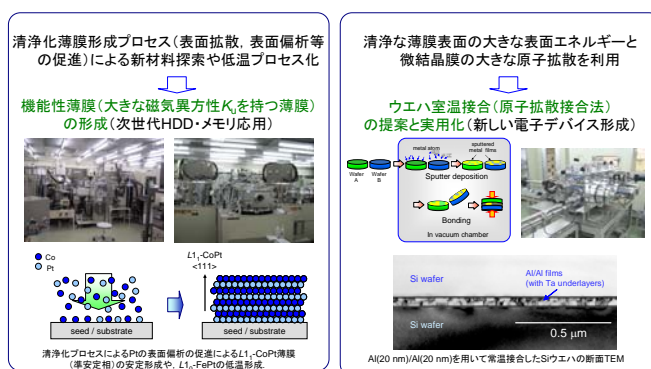 清浄化薄膜形成プロセス(表面拡散, 表面偏析等
の促進)による新材料探索や低温プロセス化
機能性薄膜(大きな磁気異方性Kuを持つ薄膜)
の形成(次世代HDD・メモリ応用)
Co
Pt
L11-CoPt
<111>
seed / substrate
seed / substrate
清浄化プロセスによるPtの表面偏析の促進によるL11-CoPt薄膜
(準安定相)の安定形成や, L10-FePtの低温形成.
清浄な薄膜表面の大きな表面エネルギーと
微結晶膜の大きな原子拡散を利用
ウエハ室温接合(原子拡散接合法)
の提案と実用化(新しい電子デバイス形成)
metal atom
sputtered
metal films
Wafer
A
Wafer
B
Sputter deposition
Bonding
In vacuum chamber
Si wafer
Al/Al films
(with Ta underlayers)
Si wafer
0.5 μm
Al(20 nm)/Al(20 nm)を用いて常温接合したSiウエハの断面TEM